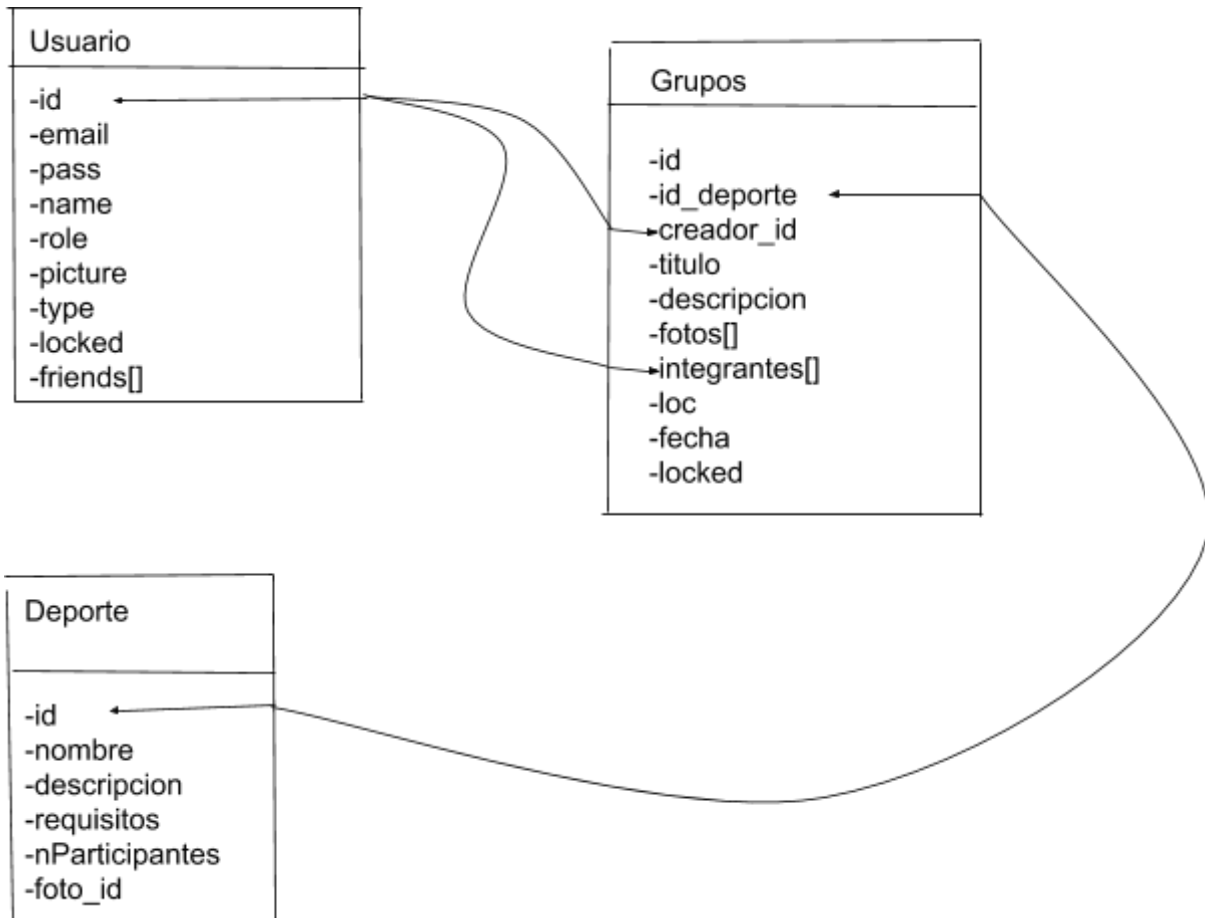 Usuario
-id
-email
-pass
-name
-role
-picture
-type
-locked
-friends[]
Grupos
-id
-id_deporte
-creador_id
-titulo
-descripcion
-fotos[]
-integrantes[]
-loc
-fecha
-locked
Deporte
-id
-nombre
-descripcion
-requisitos
-nParticipantes
-foto_id